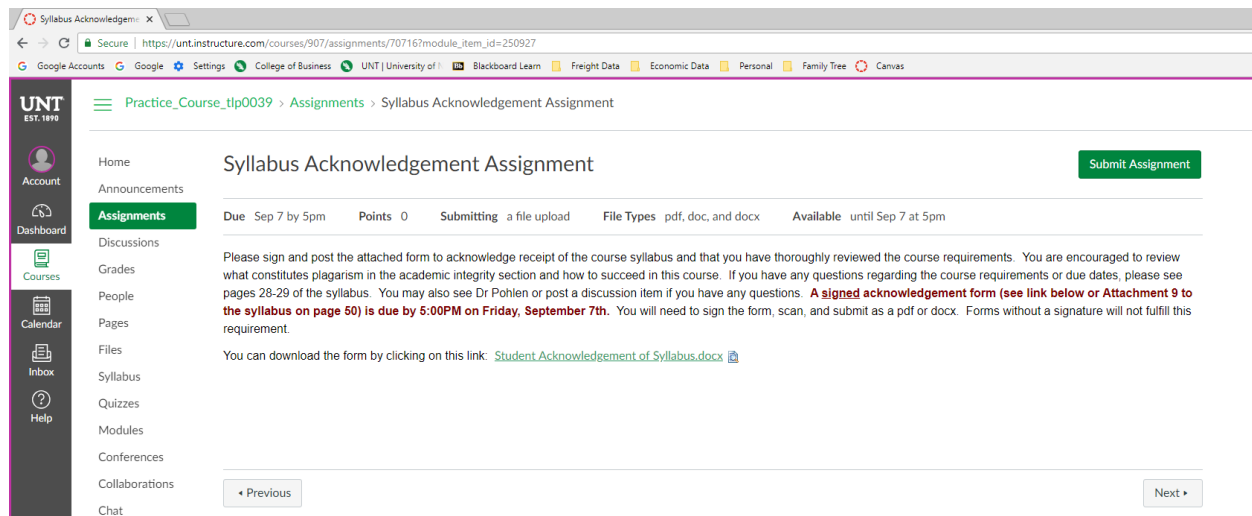 Syllabus Acknowledgeme
Secure | https://unt.instructure.com/courses/907/assignments/70716?module_item_id=250927
Google Accounts Google Settings College of Business UNT | University of N Bb Blackboard Learn Freight Data Economic Data Personal Family Tree Canvas
UNT
EST. 1890
Practice_Course_tlp0039 › Assignments › Syllabus Acknowledgement Assignment
Account
Dashboard
Courses
Calendar
Inbox
Help
Home
Announcements
Assignments
Discussions
Grades
People
Pages
Files
Syllabus
Quizzes
Modules
Conferences
Collaborations
Chat
Syllabus Acknowledgement Assignment
Submit Assignment
Due Sep 7 by 5pm Points 0 Submitting a file upload File Types pdf, doc, and docx Available until Sep 7 at 5pm
Please sign and post the attached form to acknowledge receipt of the course syllabus and that you have thoroughly reviewed the course requirements. You are encouraged to review
what constitutes plagarism in the academic integrity section and how to succeed in this course. If you have any questions regarding the course requirements or due dates, please see
pages 28-29 of the syllabus. You may also see Dr Pohlen or post a discussion item if you have any questions. A signed acknowledgement form (see link below or Attachment 9 to
the syllabus on page 50) is due by 5:00PM on Friday, September 7th. You will need to sign the form, scan, and submit as a pdf or docx. Forms without a signature will not fulfill this
requirement.
You can download the form by clicking on this link: Student Acknowledgement of Syllabus.docx
Previous
Next